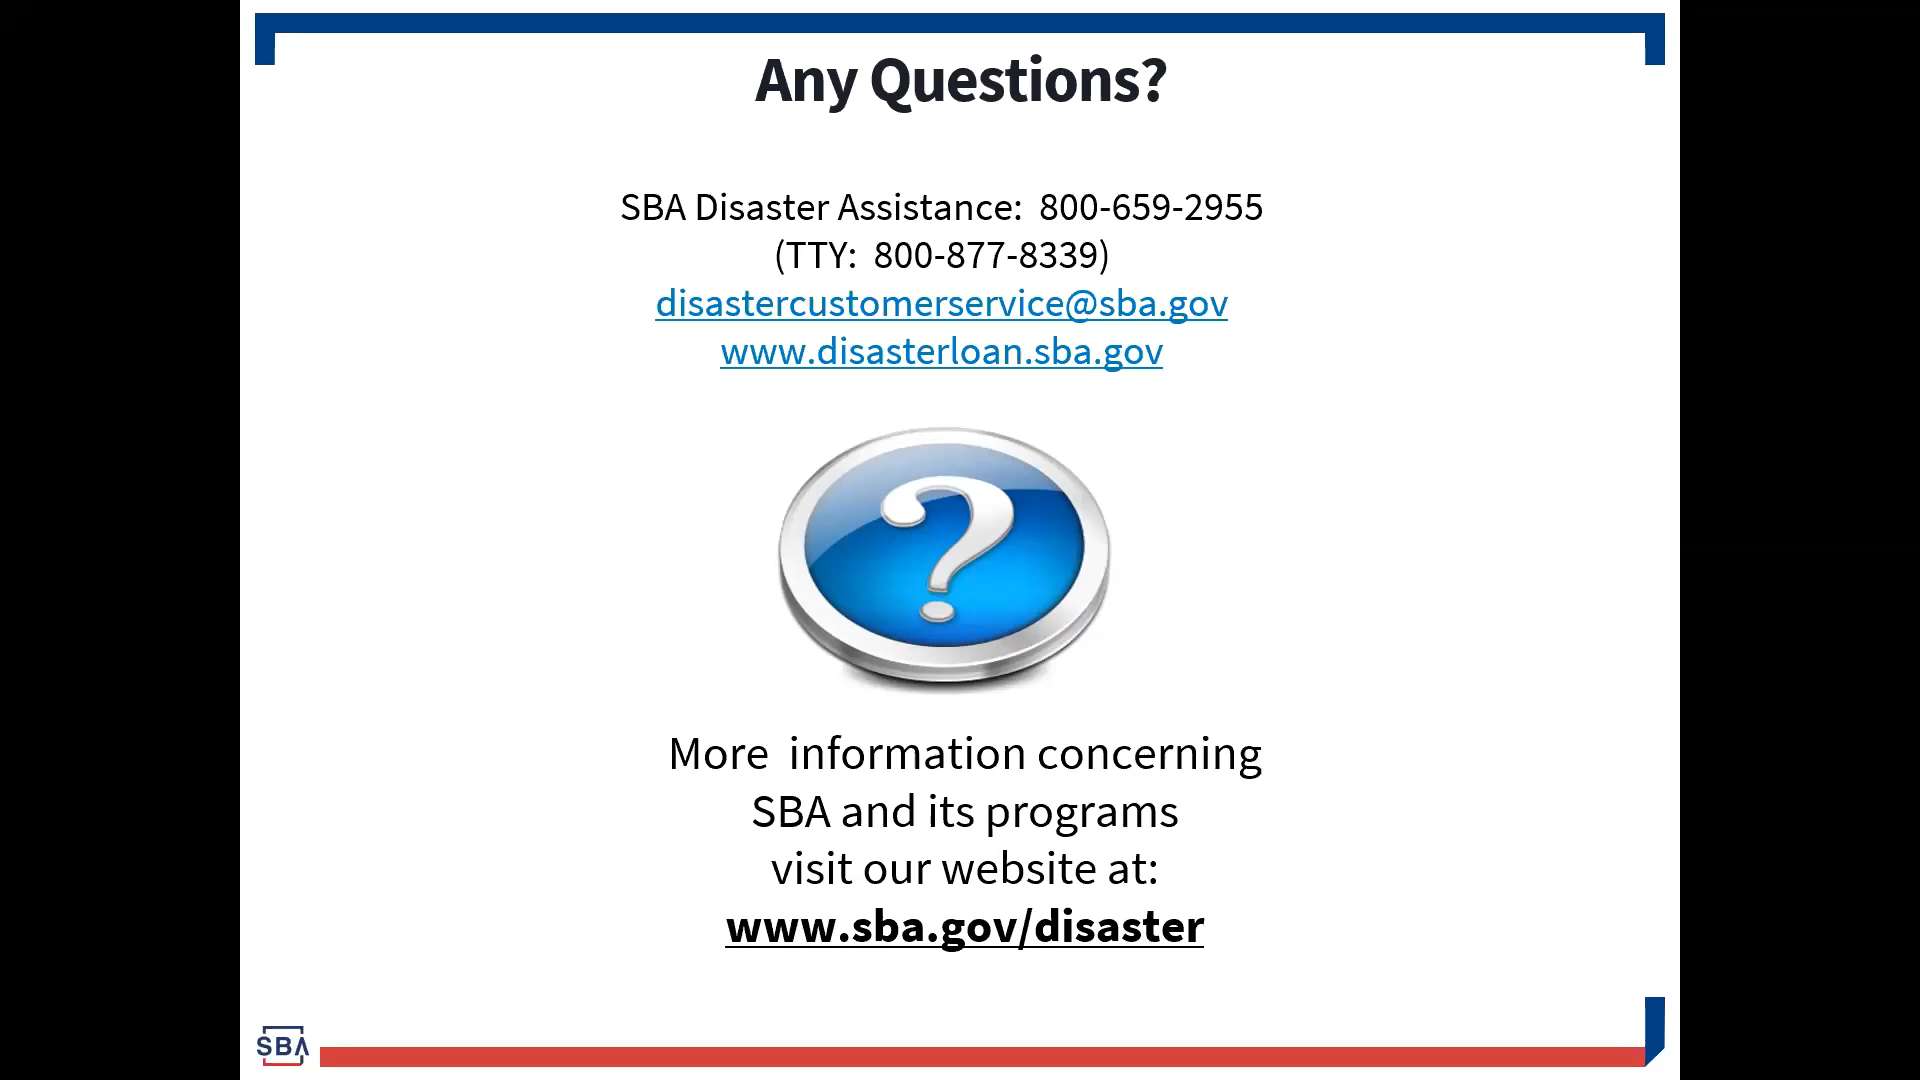 Any Questions?
SBA Disaster Assistance:  800-659-2955
(TTY:  800-877-8339)
disastercustomerservice@sba.gov
www.disasterloan.sba.gov
?
More  information concerning
SBA and its programs
visit our website at:
www.sba.gov/disaster
SBA